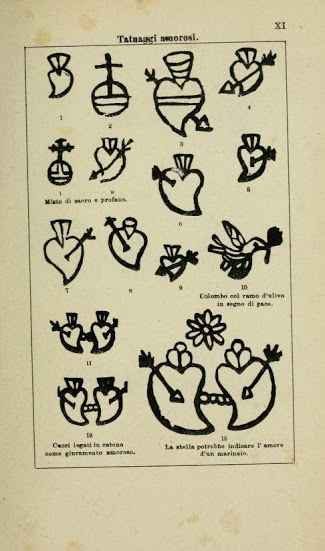 XI
Tatuaggi amorosi.
1
2
3
4
1
2
Misto di sacro e profano.
5
6
7
8
9
10
Colombo col ramo d'ulivo
in segno di pace.
11
12
Cuori legati in catena
come giuramento amoroso.
13
La stella potrebbe indicare l'amore
d'un marinaio.